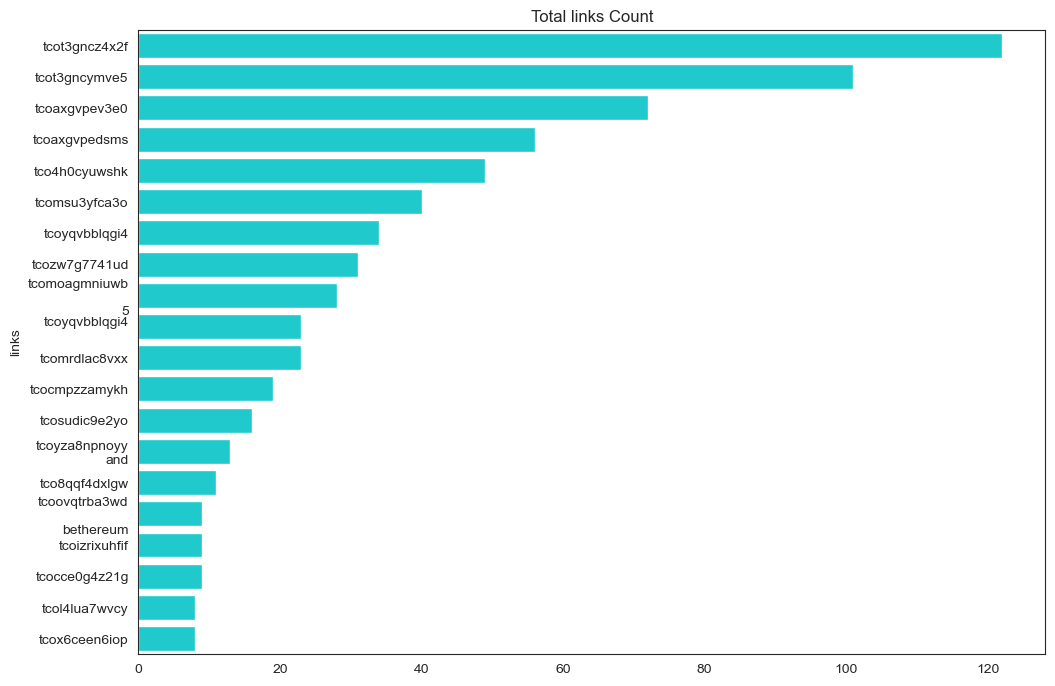 Total links Count
links
tcot3gncz4x2f
tcot3gncymve5
tcoaxgvpev3e0
tcoaxgvpedsms
tco4h0cyuwshk
tcomsu3yfca3o
tcoyqvbblqgi4
tcozw7g7741ud
tcomoagmniuwb
5
tcoyqvbblqgi4
tcomrdlac8vxx
tcocmpzzamykh
tcosudic9e2yo
tcoyza8npnoyy
and
tco8qqf4dxlgw
tcoovqtrba3wd
bethereum
tcoizrixuhfif
tcocce0g4z21g
tcol4lua7wvcy
tcox6ceen6iop
0 20 40 60 80 100 120